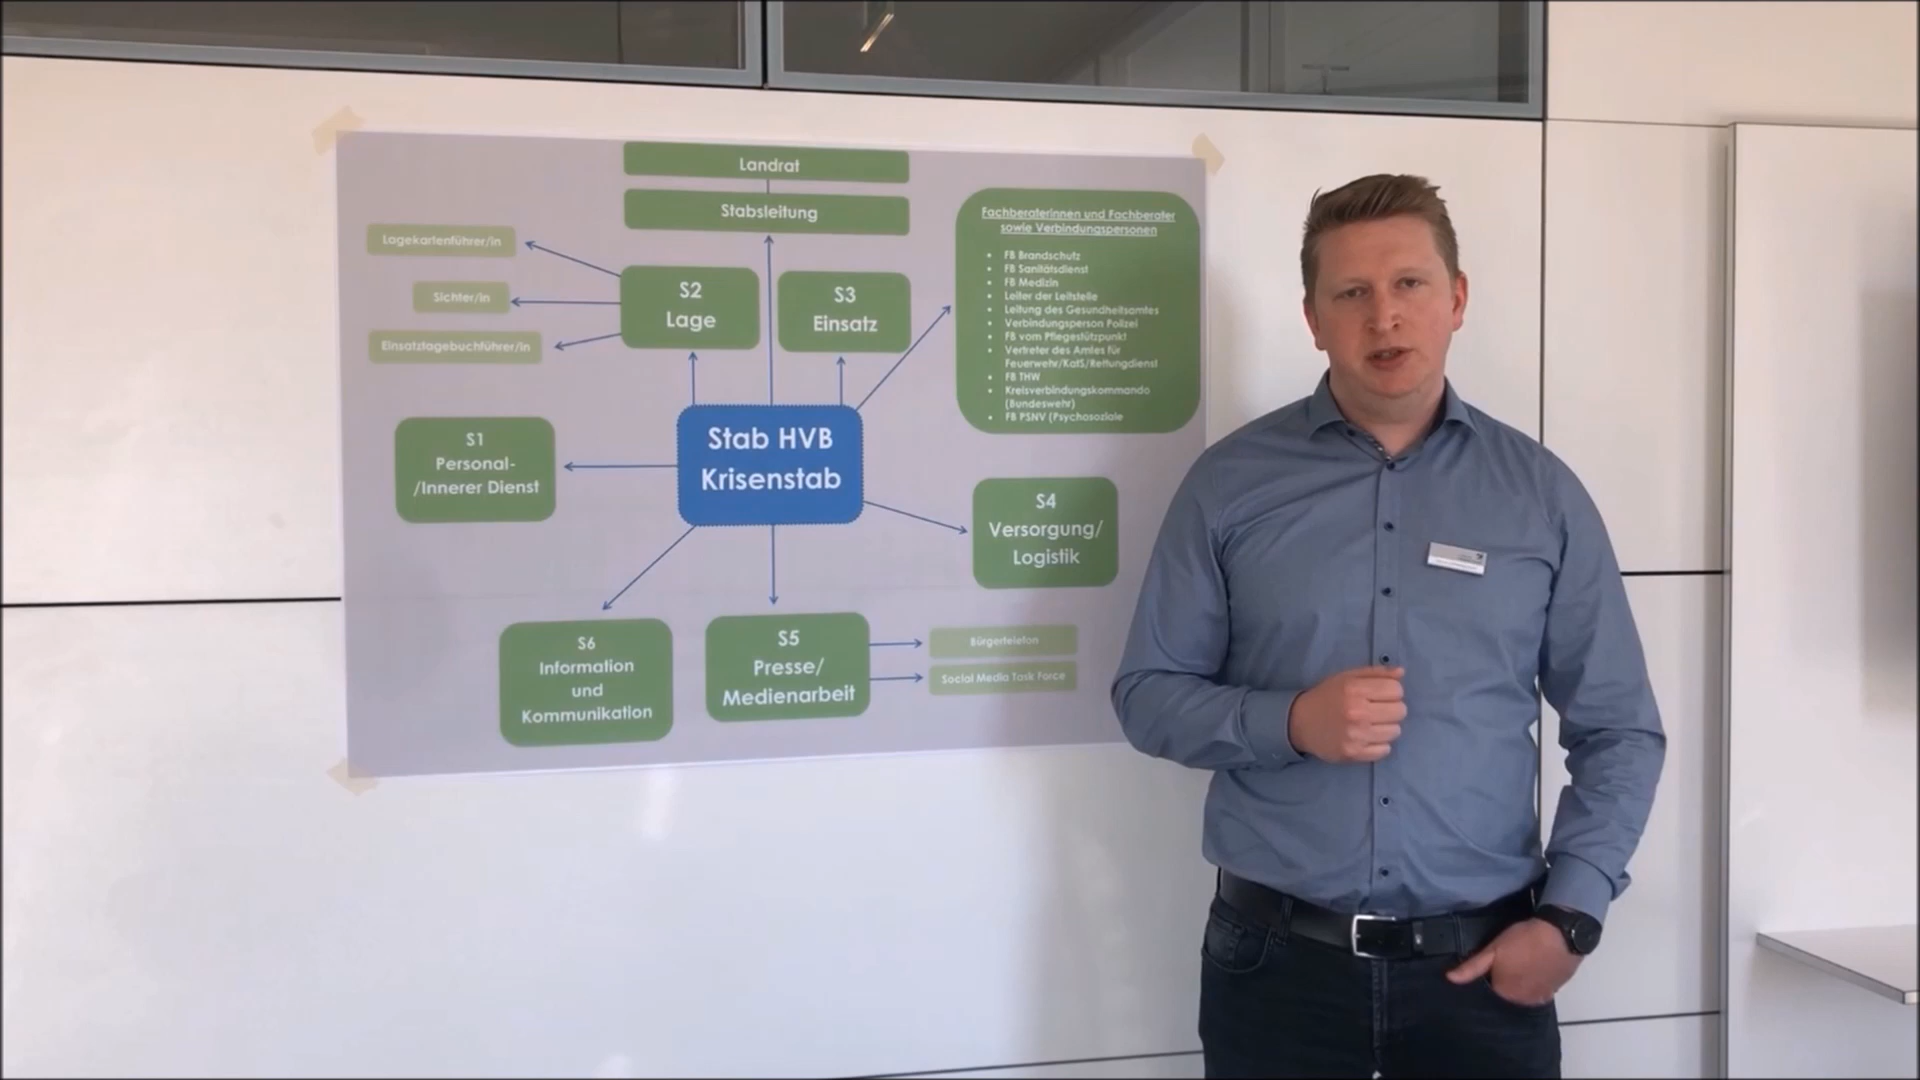 Landrat
Stabsleitung
Lagekartenführer/in
Sichter/in
Einsatztagebuchführer/in
S2
Lage
S3
Einsatz
Fachberaterinnen und Fachberater
sowie Verbindungspersonen
• FB Brandschutz
• FB Sanitätsdienst
• FB Medizin
• Leiter der Leitstelle
• Leitung des Gesundheitsamtes
• Verbindungsperson Polizei
• FB vom Pflegestützpunkt
• Vertreter des Amtes für
Feuerwehr/KatS/Rettungdienst
• FB THW
• Kreisverbindungskommando
(Bundeswehr)
• FB PSNV (Psychosoziale
S1
Personal-
/Innerer Dienst
Stab HVB
Krisenstab
S4
Versorgung/
Logistik
S6
Information
und
Kommunikation
S5
Presse/
Medienarbeit
Bürgertelefon
Social Media Task Force